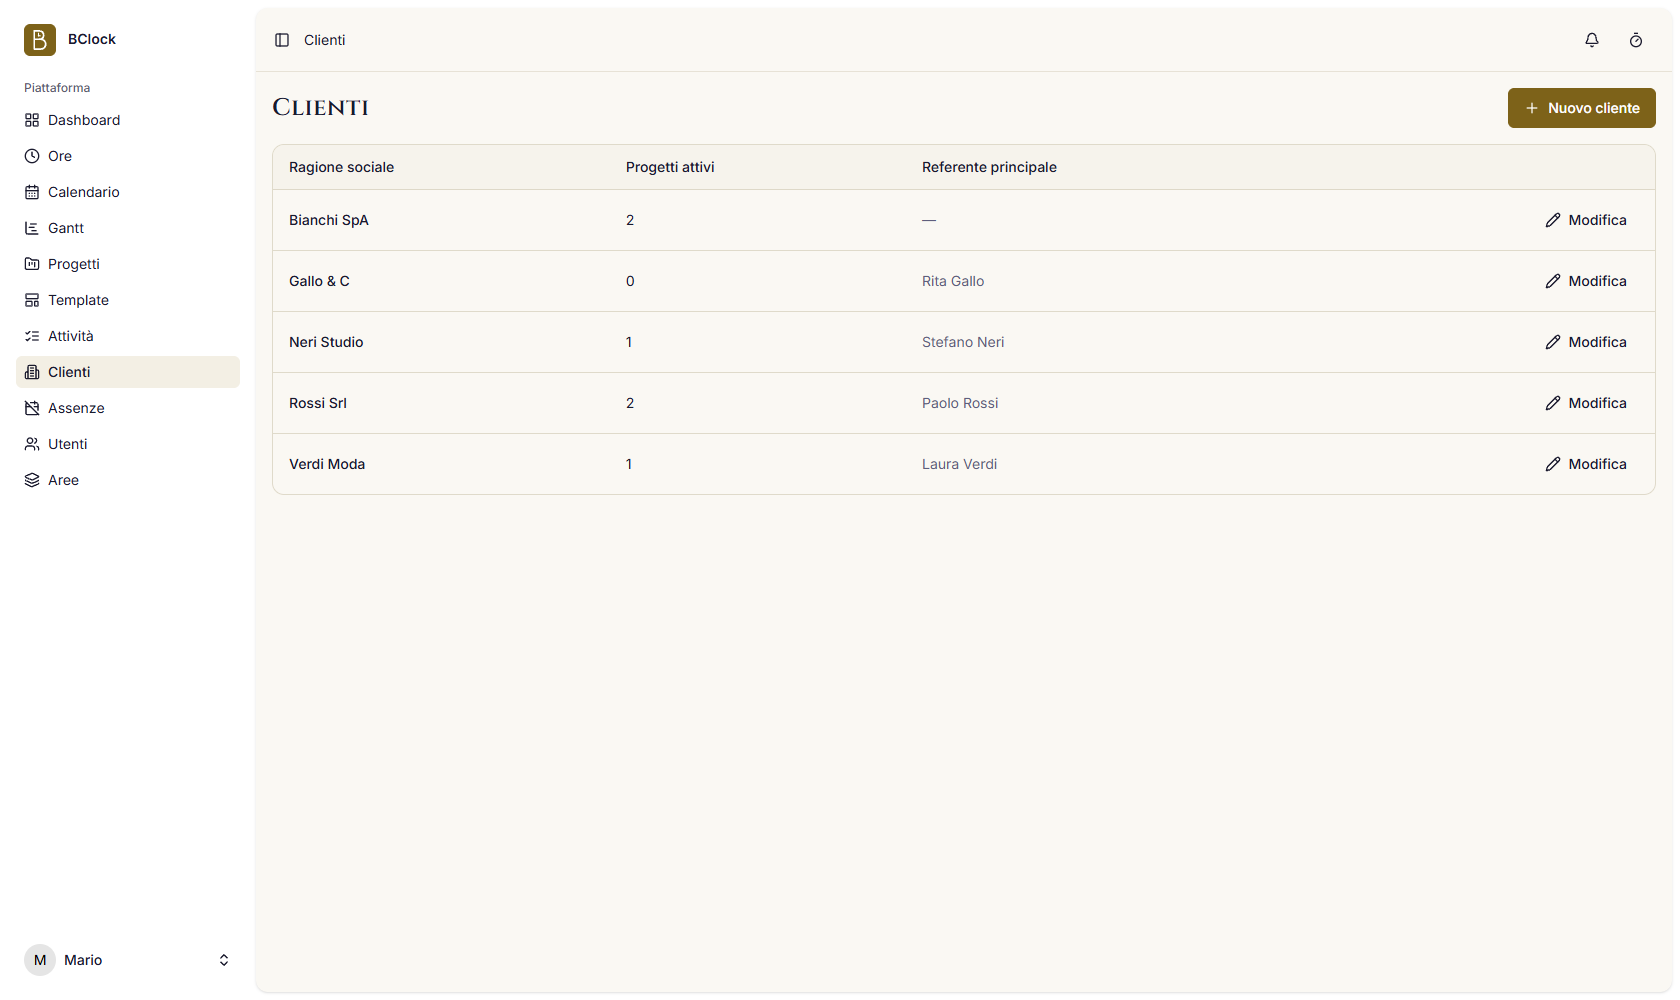 BClock
Piattaforma
Dashboard
Ore
Calendario
Gantt
Progetti
Template
Attività
Clienti
Assenze
Utenti
Aree
M Mario
Clienti
Clienti
Nuovo cliente
Ragione sociale Progetti attivi Referente principale
Bianchi SpA 2 — Modifica
Gallo & C 0 Rita Gallo Modifica
Neri Studio 1 Stefano Neri Modifica
Rossi Srl 2 Paolo Rossi Modifica
Verdi Moda 1 Laura Verdi Modifica